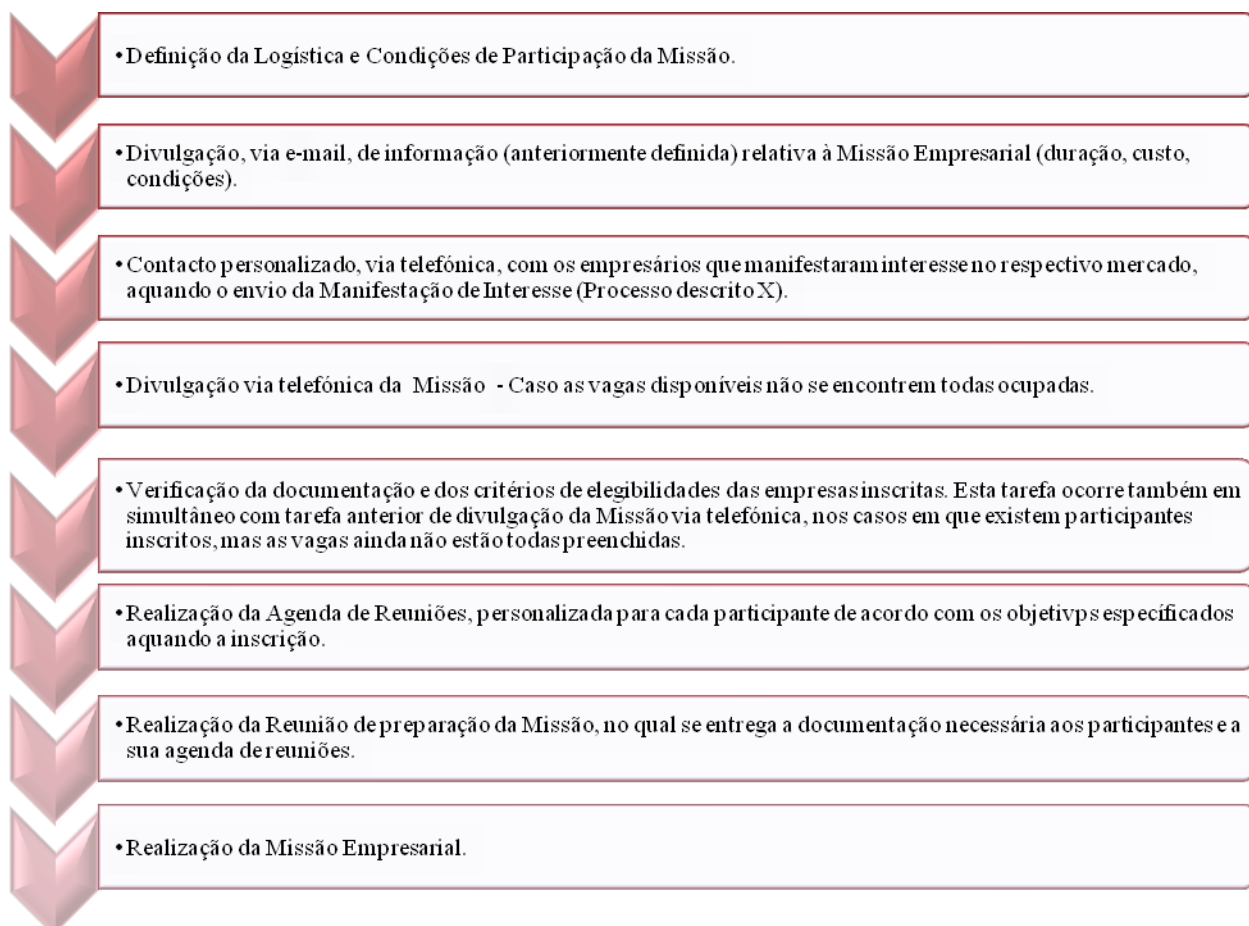 •Definição da Logística e Condições de Participação da Missão.
•Divulgação, via e-mail, de informação (anteriormente definida) relativa à Missão Empresarial (duração, custo,
condições).
•Contacto personalizado, via telefónica, com os empresários que manifestaram interesse no respectivo mercado,
aquando o envio da Manifestação de Interesse (Processo descrito X).
•Divulgação via telefónica da Missão - Caso as vagas disponíveis não se encontrem todas ocupadas.
•Verificação da documentação e dos critérios de elegibilidades das empresas inscritas. Esta tarefa ocorre também em
simultâneo com tarefa anterior de divulgação da Missão via telefónica, nos casos em que existem participantes
inscritos, mas as vagas ainda não estão todas preenchidas.
•Realização da Agenda de Reuniões, personalizada para cada participante de acordo com os objetivps específicados
aquando a inscrição.
•Realização da Reunião de preparação da Missão, no qual se entrega a documentação necessária aos participantes e a
sua agenda de reuniões.
•Realização da Missão Empresarial.